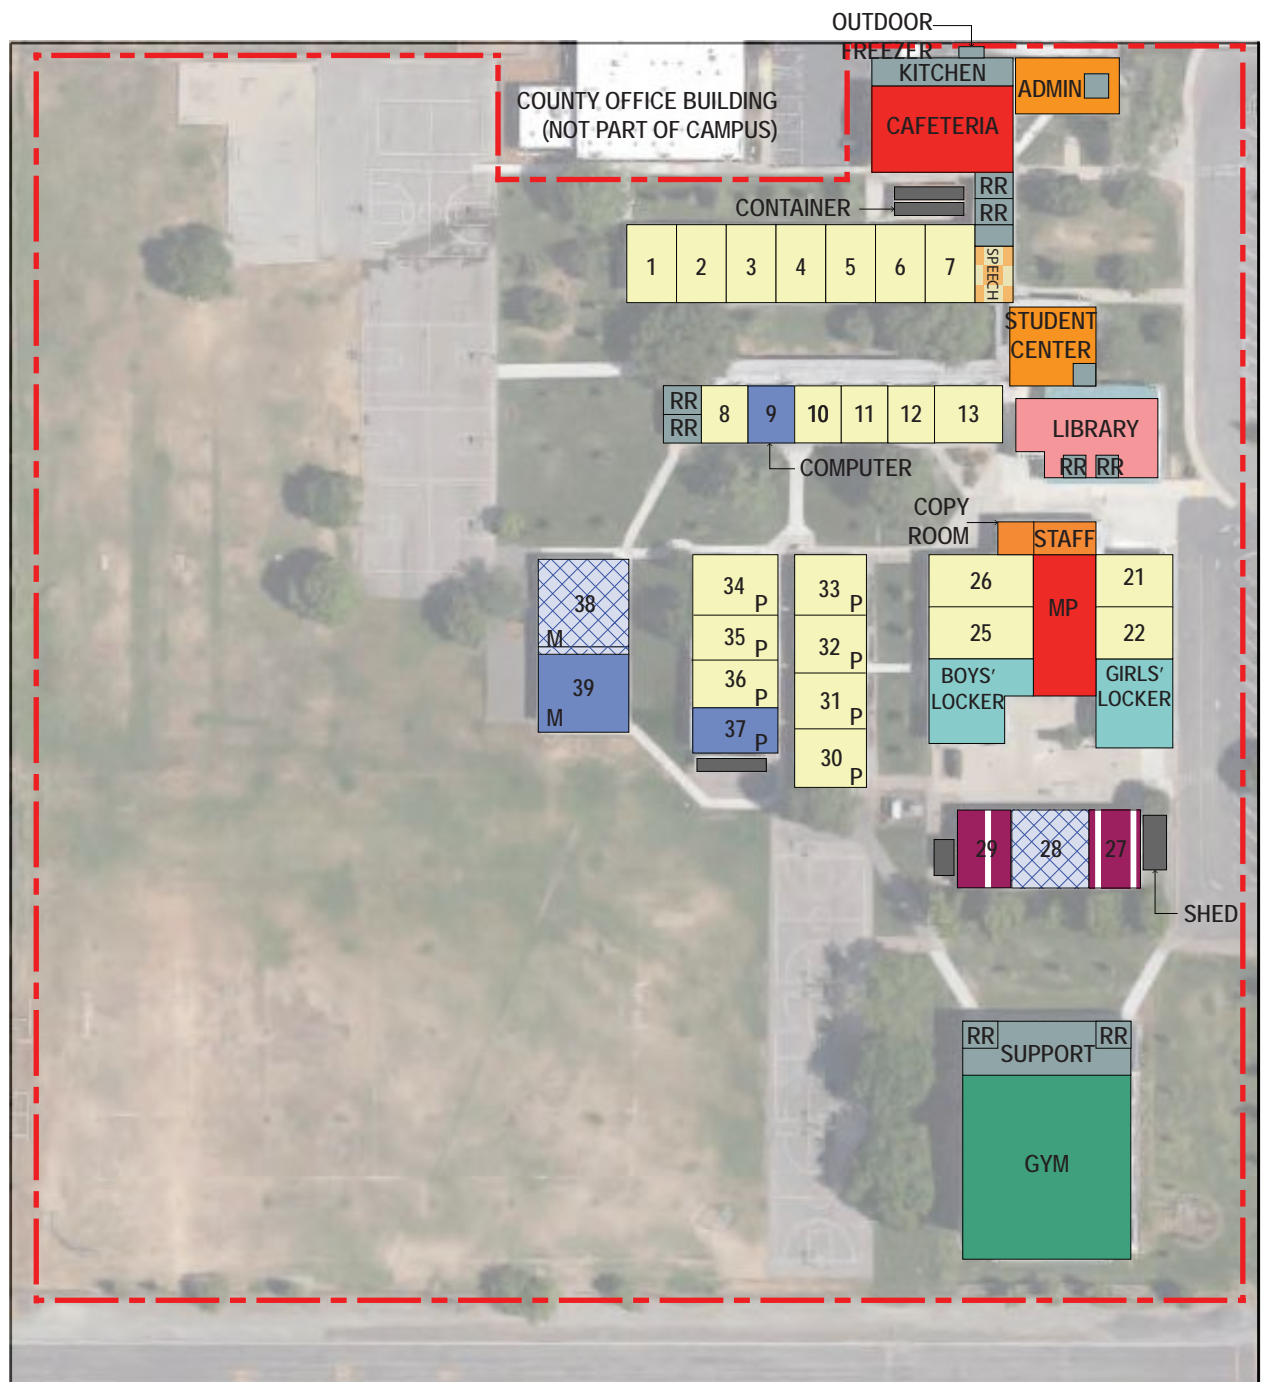 OUTDOOR
FREEZER
KITCHEN
ADMIN
COUNTY OFFICE BUILDING
(NOT PART OF CAMPUS)
CAFETERIA
RR
CONTAINER
RR
1 2 3 4 5 6 7
SPEECH
STUDENT
CENTER
RR
RR
8 9 10 11 12 13
LIBRARY
RR RR
COMPUTER
COPY
ROOM
STAFF
38
M
39
M
34 P
35 P
36 P
37 P
33 P
32 P
31 P
30 P
26
25
MP
21
22
BOYS'
LOCKER
GIRLS'
LOCKER
29 28 27
SHED
RR RR
SUPPORT
GYM